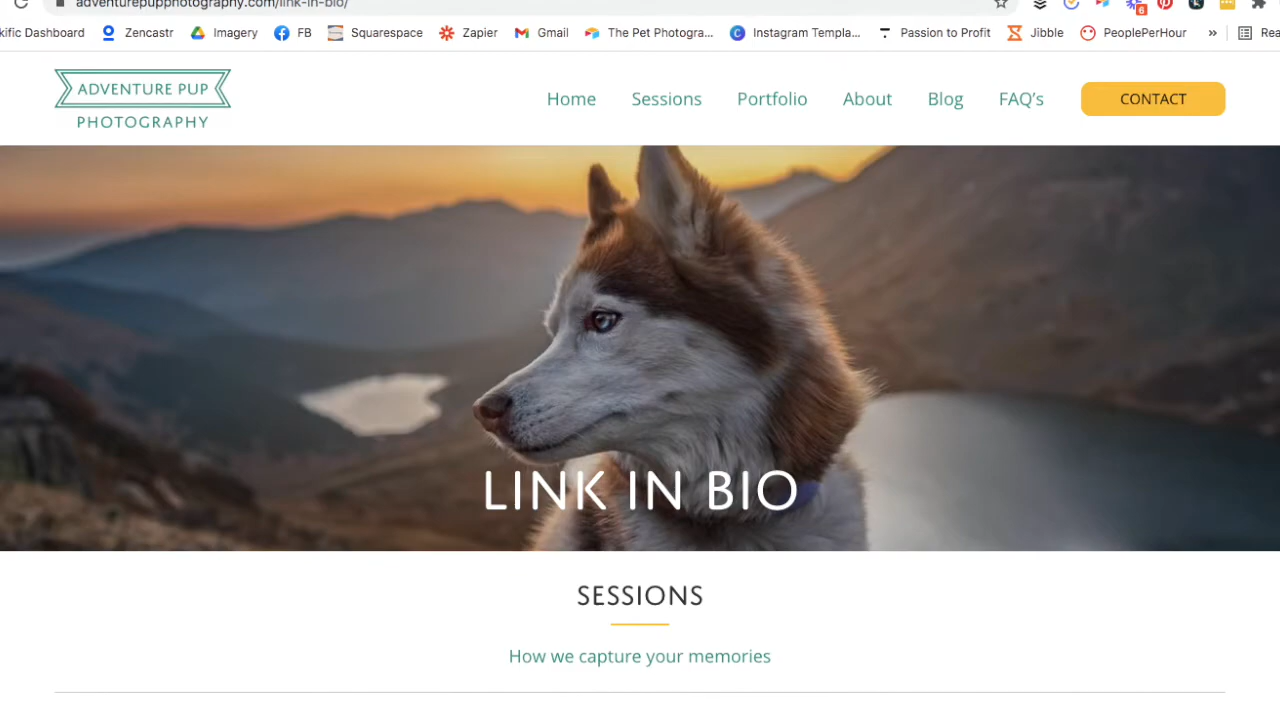 adventurepupphotography.com/link-in-bio/
6
kific Dashboard Zencastr Imagery FB Squarespace Zapier Gmail The Pet Photogra... Instagram Templa... Passion to Profit Jibble PeoplePerHour » Rea
ADVENTURE PUP
PHOTOGRAPHY
Home Sessions Portfolio About Blog FAQ's CONTACT
LINK IN BIO
SESSIONS
How we capture your memories